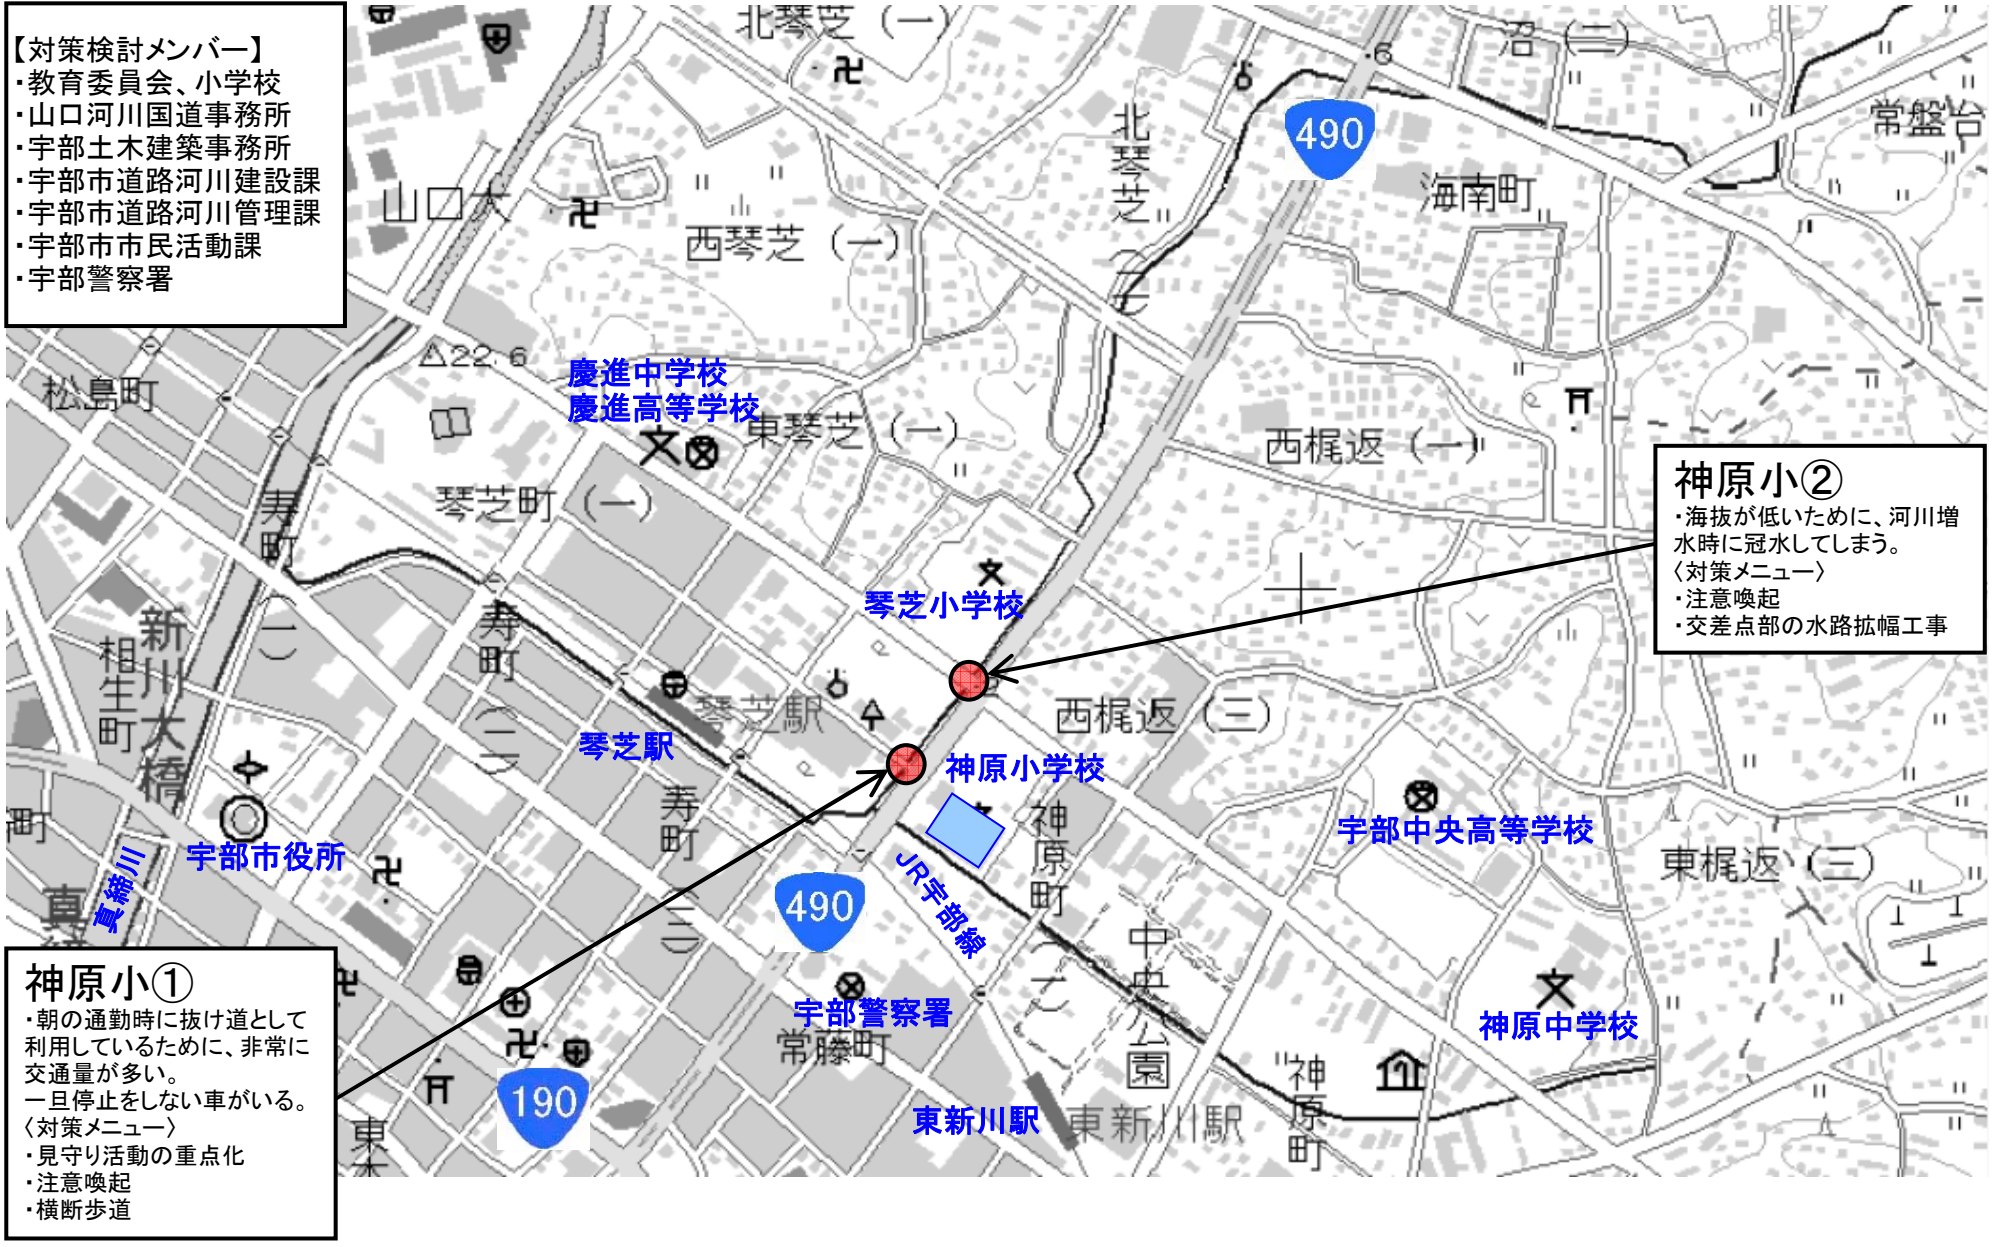 【対策検討メンバー】
・教育委員会、小学校
・山口河川国道事務所
・宇部土木建築事務所
・宇部市道路河川建設課
・宇部市道路河川管理課
・宇部市市民活動課
・宇部警察署
北琴芝（一）
沼（二）
・6
常盤台
490
北琴芝（二）
海南町
山口大
西琴芝（一）
△22.6
松島町
慶進中学校
慶進高等学校
東琴芝（一）
西梶返（一）
琴芝町（一）
寿町（一）
神原小②
・海抜が低いために、河川増
水時に冠水してしまう。
〈対策メニュー〉
・注意喚起
・交差点部の水路拡幅工事
琴芝小学校
新川大橋
相生町
寿町（二）
琴芝駅
琴芝駅
西梶返（三）
神原小学校
寿町（三）
神原町（一）
宇部中央高等学校
東梶返（三）
町
宇部市役所
真締川
真締
JR宇部線
490
中央公園
宇部警察署
常藤町
神原中学校
神原町
190
東新川駅
東新川駅
東本
神原小①
・朝の通勤時に抜け道として
利用しているために、非常に
交通量が多い。
一旦停止をしない車がいる。
〈対策メニュー〉
・見守り活動の重点化
・注意喚起
・横断歩道